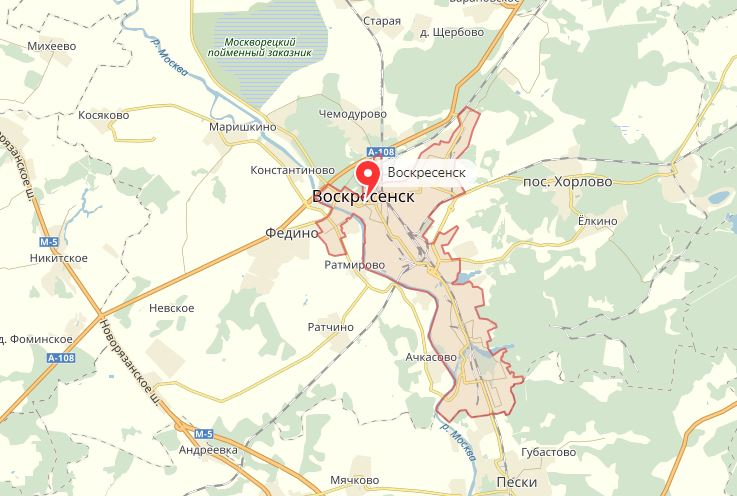 Барановское
Старая
д. Щербово
Михеево
р. Москва
Москворецкий
пойменный заказник
Косяково
Чемодурово
Маришкино
А-108
Новорязанское ш.
Константиново
Воскресенск
Воскресенск
пос. Хорлово
Ёлкино
Федино
М-5
Никитское
Ратмирово
Невское
Ратчино
д. Фоминское
А-108
Новорязанское ш.
Ачкасово
М-5
Андреевка
р. Москва
Губастово
Мячково
Пески